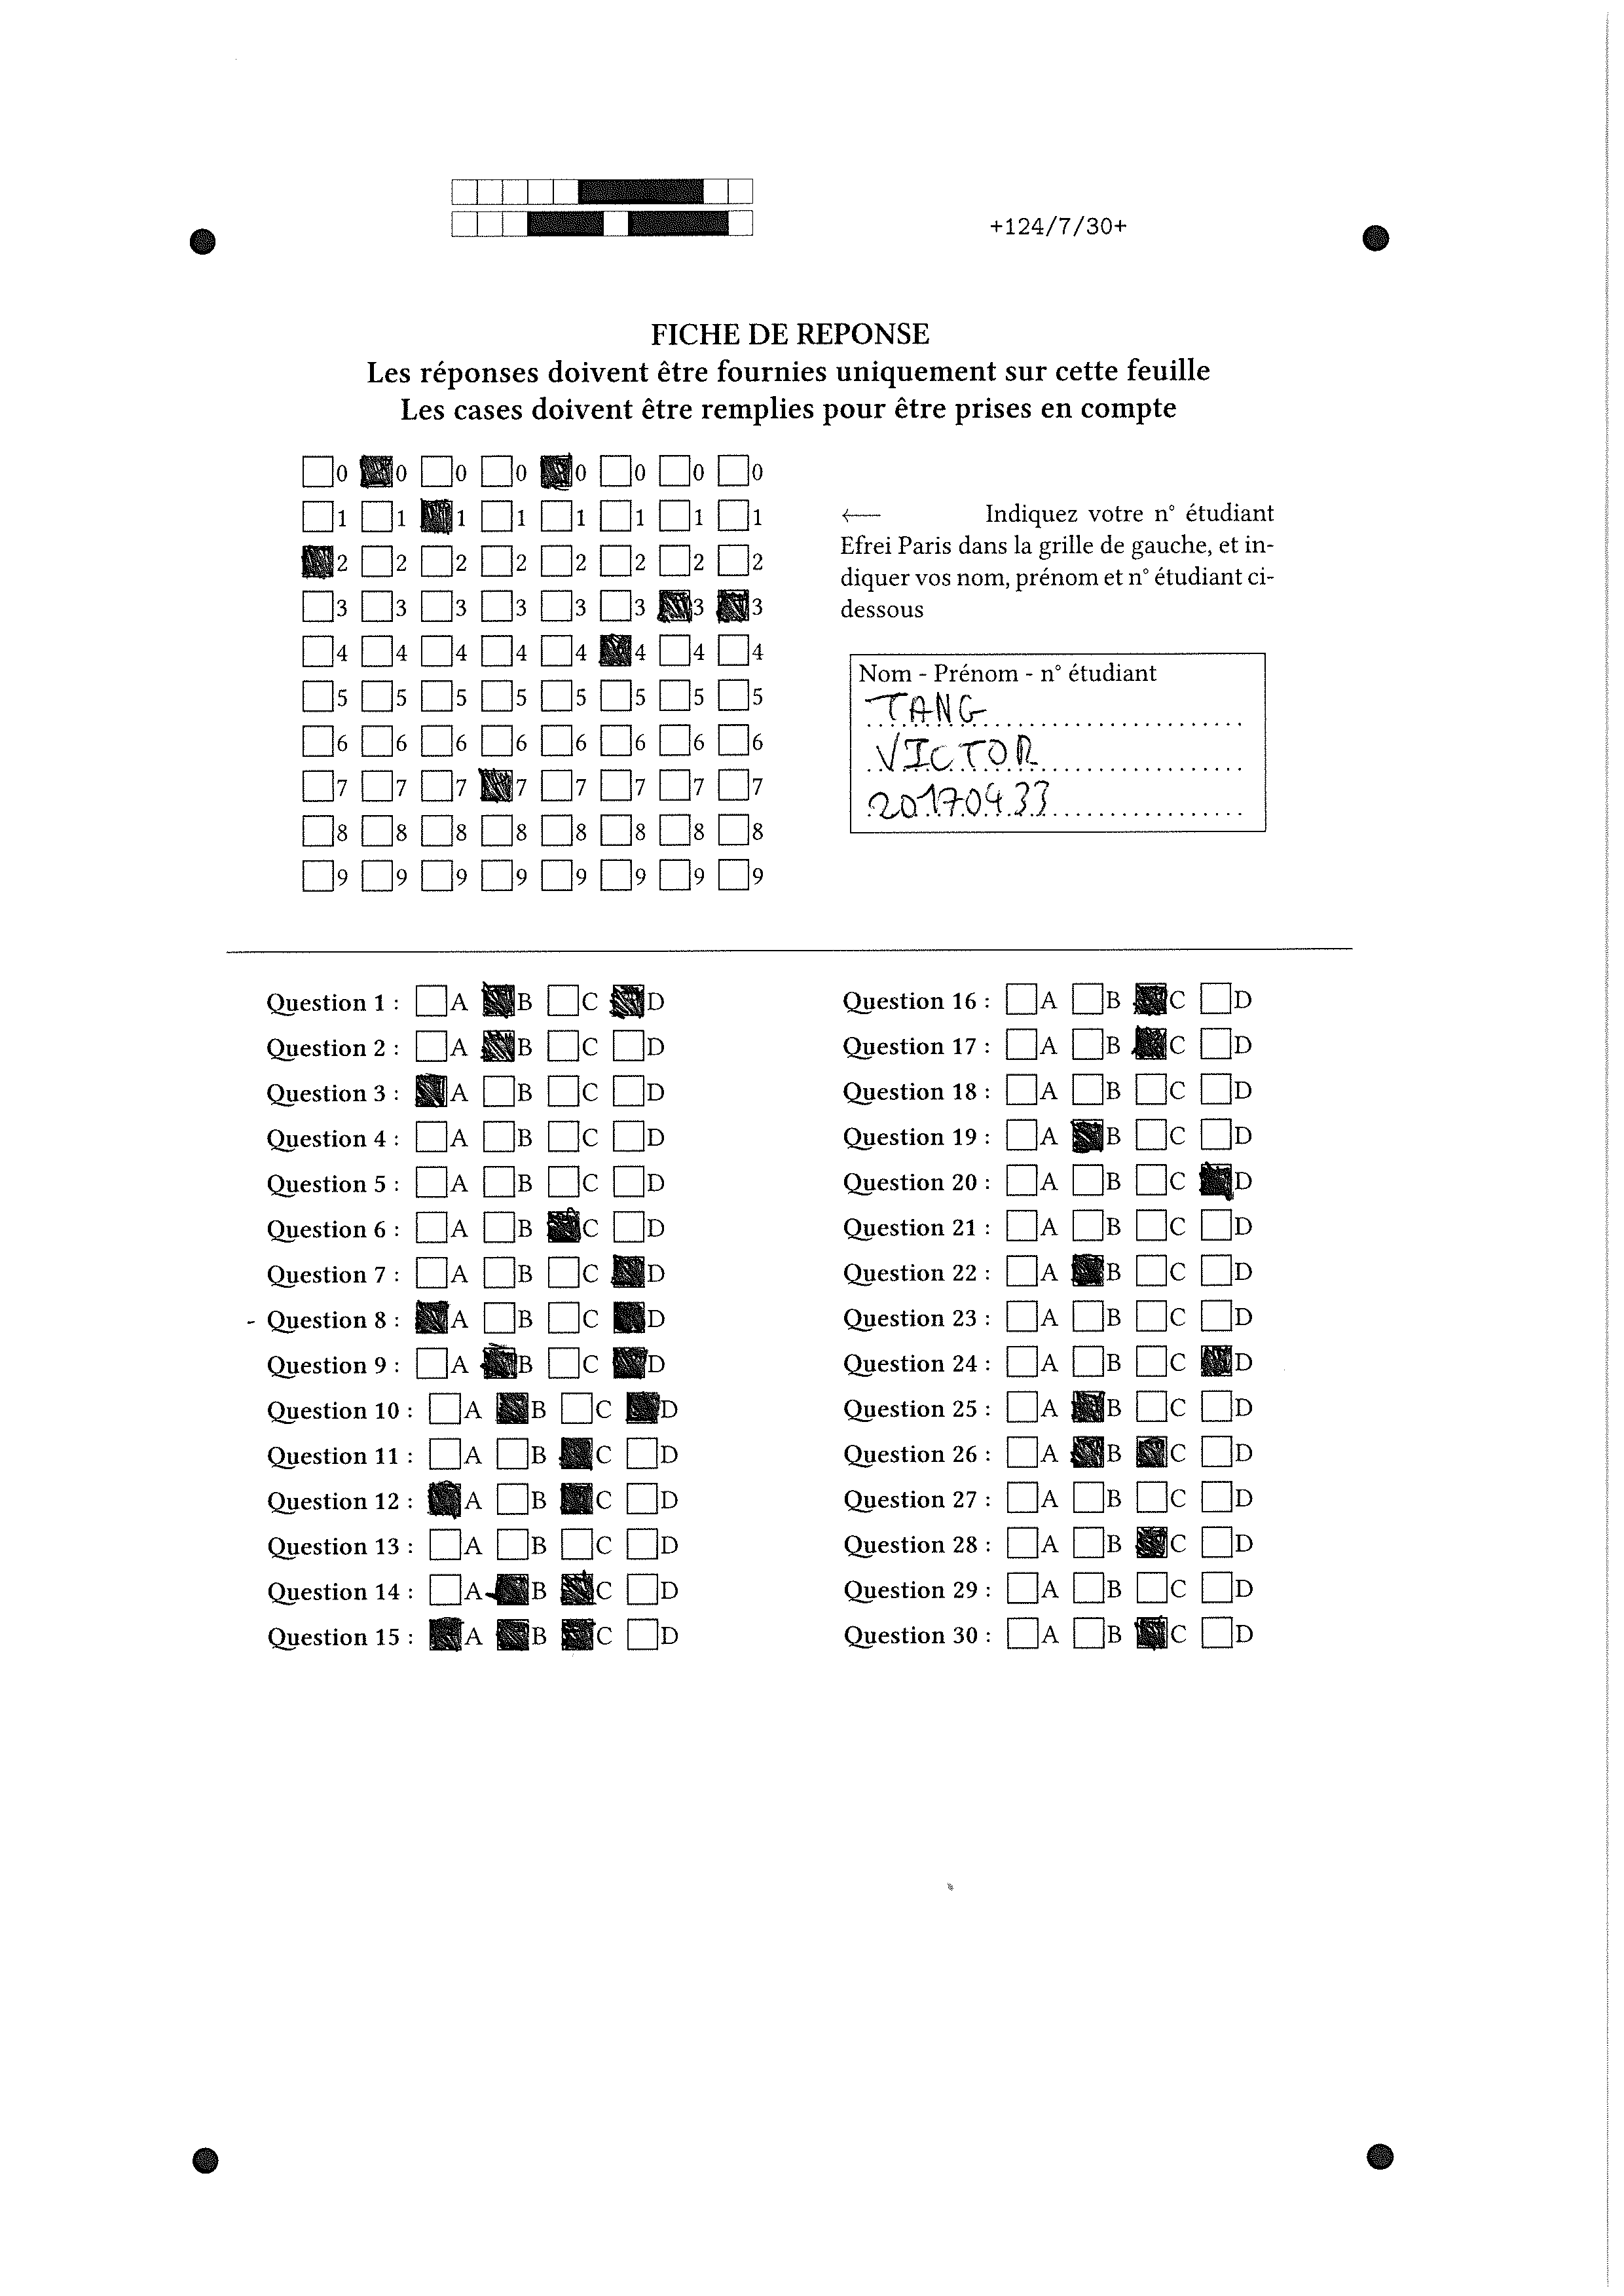 +124/7/30+
FICHE DE REPONSE
Les réponses doivent être fournies uniquement sur cette feuille
Les cases doivent être remplies pour être prises en compte
0 0 0 0 0 0 0 0
1 1 1 1 1 1 1 1
2 2 2 2 2 2 2 2
3 3 3 3 3 3 3 3
4 4 4 4 4 4 4 4
5 5 5 5 5 5 5 5
6 6 6 6 6 6 6 6
7 7 7 7 7 7 7 7
8 8 8 8 8 8 8 8
9 9 9 9 9 9 9 9
← Indiquez votre n° étudiant
Efrei Paris dans la grille de gauche, et in-
diquer vos nom, prénom et n° étudiant ci-
dessous
Nom - Prénom - n° étudiant
TANG
VICTOR
20170433
Question 1 : A B C D
Question 2 : A B C D
Question 3 : A B C D
Question 4 : A B C D
Question 5 : A B C D
Question 6 : A B C D
Question 7 : A B C D
- Question 8 : A B C D
Question 9 : A B C D
Question 10 : A B C D
Question 11 : A B C D
Question 12 : A B C D
Question 13 : A B C D
Question 14 : A B C D
Question 15 : A B C D
Question 16 : A B C D
Question 17 : A B C D
Question 18 : A B C D
Question 19 : A B C D
Question 20 : A B C D
Question 21 : A B C D
Question 22 : A B C D
Question 23 : A B C D
Question 24 : A B C D
Question 25 : A B C D
Question 26 : A B C D
Question 27 : A B C D
Question 28 : A B C D
Question 29 : A B C D
Question 30 : A B C D